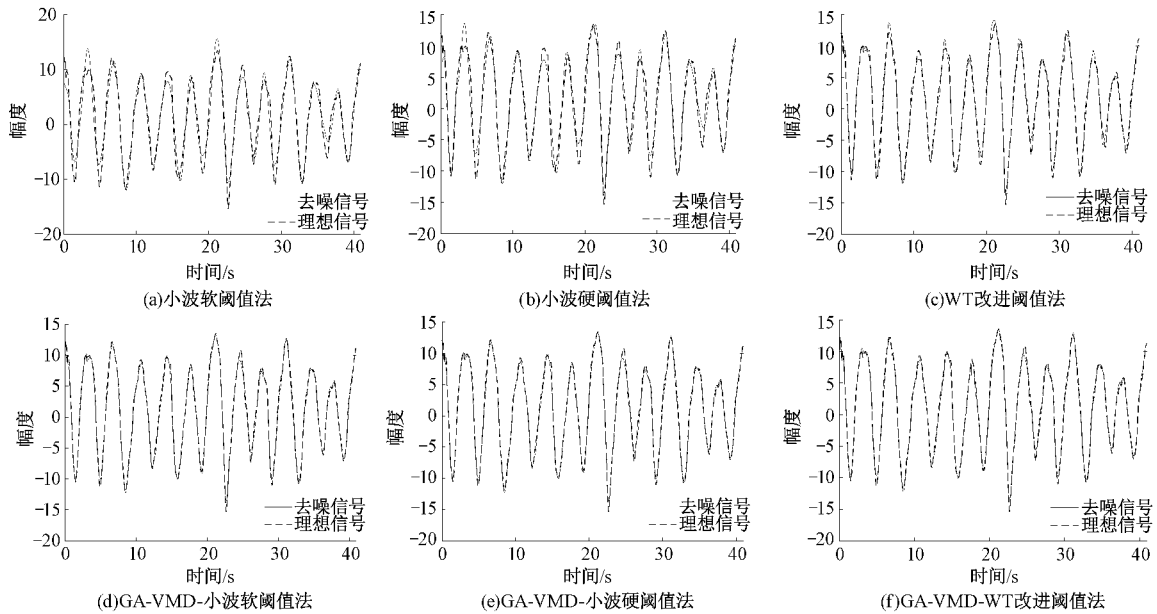 20
10
0
−10
−20
幅度
去噪信号
理想信号
0 10 20 30 40
时间/s
(a)小波软阈值法
15
10
5
0
−5
−10
−15
−20
幅度
去噪信号
理想信号
0 10 20 30 40
时间/s
(b)小波硬阈值法
15
10
5
0
−5
−10
−15
−20
幅度
去噪信号
理想信号
0 10 20 30 40
时间/s
(c)WT改进阈值法
15
10
5
0
−5
−10
−15
−20
幅度
去噪信号
理想信号
0 10 20 30 40
时间/s
(d)GA-VMD-小波软阈值法
15
10
5
0
−5
−10
−15
−20
幅度
去噪信号
理想信号
0 10 20 30 40
时间/s
(e)GA-VMD-小波硬阈值法
15
10
5
0
−5
−10
−15
−20
幅度
去噪信号
理想信号
0 10 20 30 40
时间/s
(f)GA-VMD-WT改进阈值法